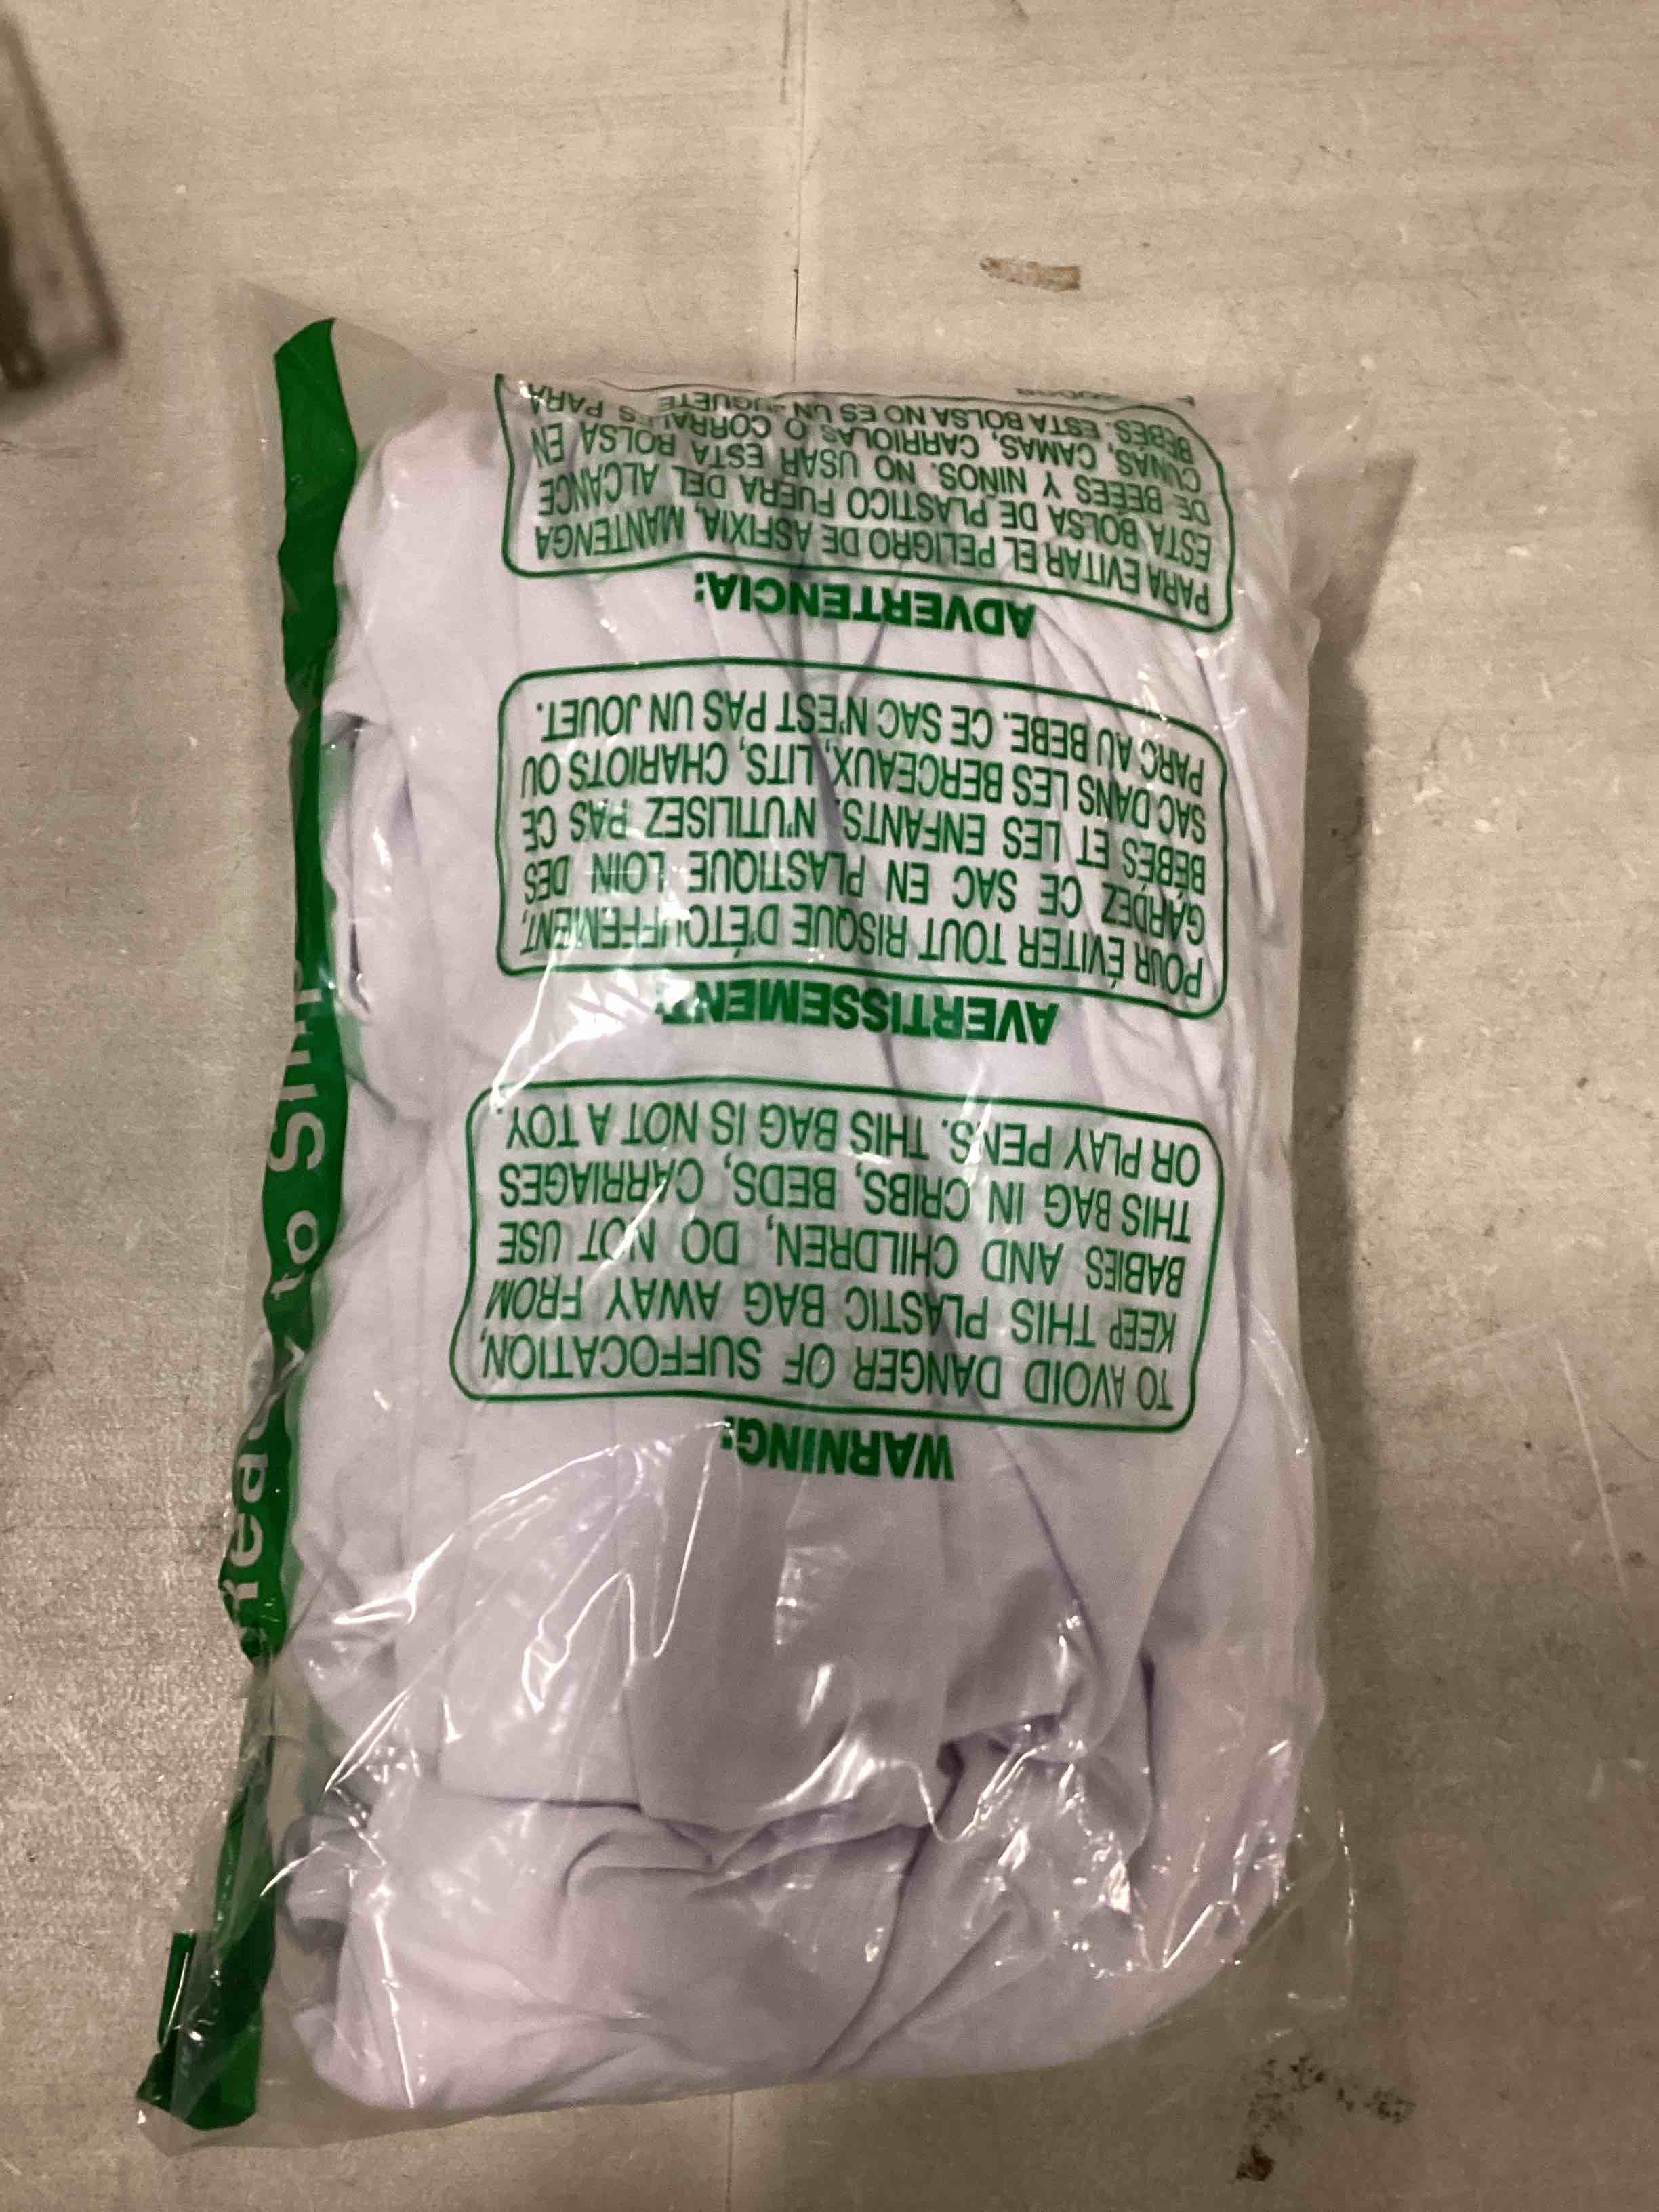 WARNING:
TO AVOID DANGER OF SUFFOCATION,
KEEP THIS PLASTIC BAG AWAY FROM
BABIES AND CHILDREN, DO NOT USE
THIS BAG IN CRIBS, BEDS, CARRIAGES
OR PLAY PENS. THIS BAG IS NOT A TOY.
AVERTISSEMENT:
POUR ÉVITER TOUT RISQUE D'ÉTOUFFEMENT,
GARDEZ CE SAC EN PLASTIQUE LOIN DES
BÉBÉS ET LES ENFANTS. N'UTILISEZ PAS CE
SAC DANS LES BERCEAUX, LITS, CHARIOTS OU
PARC AU BEBE. CE SAC N'EST PAS UN JOUET.
ADVERTENCIA:
PARA EVITAR EL PELIGRO DE ASFIXIA, MANTENGA
ESTA BOLSA DE PLASTICO FUERA DEL ALCANCE
DE BEBÉS Y NIÑOS. NO USAR ESTA BOLSA EN
CUNAS, CAMAS, CARRIOLAS O CORRALES PARA
BEBES. ESTA BOLSA NO ES UN JUGUETE
Ready to Ship